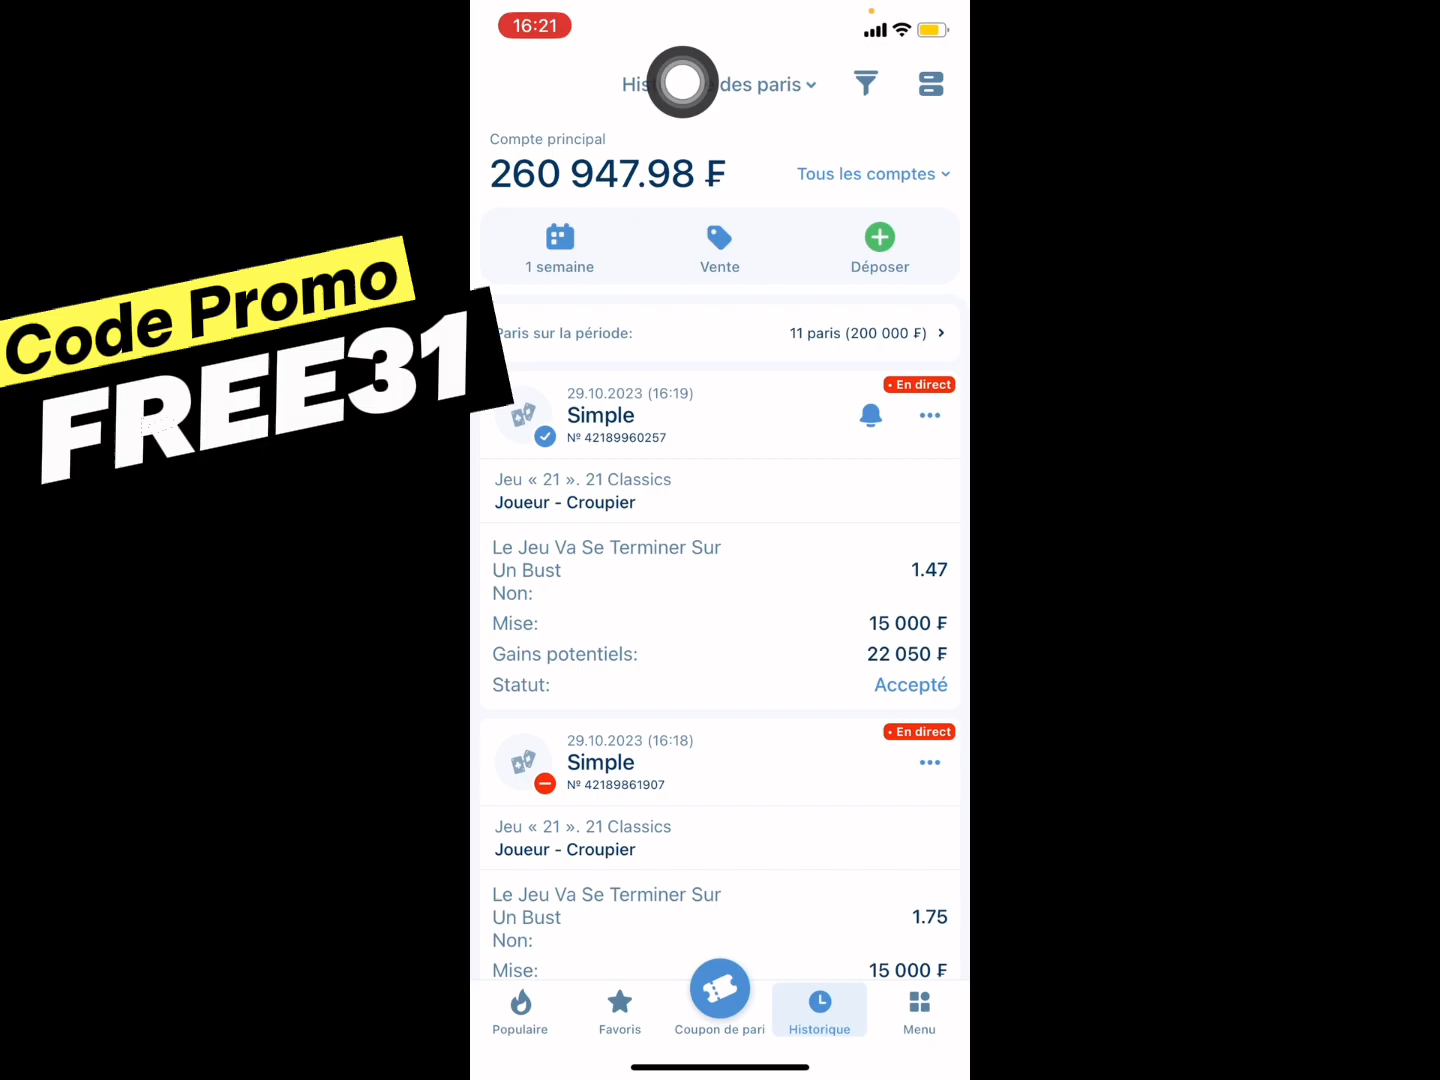 16:21
des paris
Compte principal
260 947.98 ₣
Tous les comptes
1 semaine
Vente
Déposer
Code Promo
FREE31
Paris sur la période:
11 paris (200 000 ₣)
• En direct
29.10.2023 (16:19)
Simple
Nº 42189960257
Jeu « 21 ». 21 Classics
Joueur - Croupier
Le Jeu Va Se Terminer Sur
Un Bust
Non:
1.47
Mise:
15 000 ₣
Gains potentiels:
22 050 ₣
Statut:
Accepté
• En direct
29.10.2023 (16:18)
Simple
Nº 42189861907
Jeu « 21 ». 21 Classics
Joueur - Croupier
Le Jeu Va Se Terminer Sur
Un Bust
Non:
1.75
Mise:
15 000 ₣
Populaire
Favoris
Coupon de pari
Historique
Menu